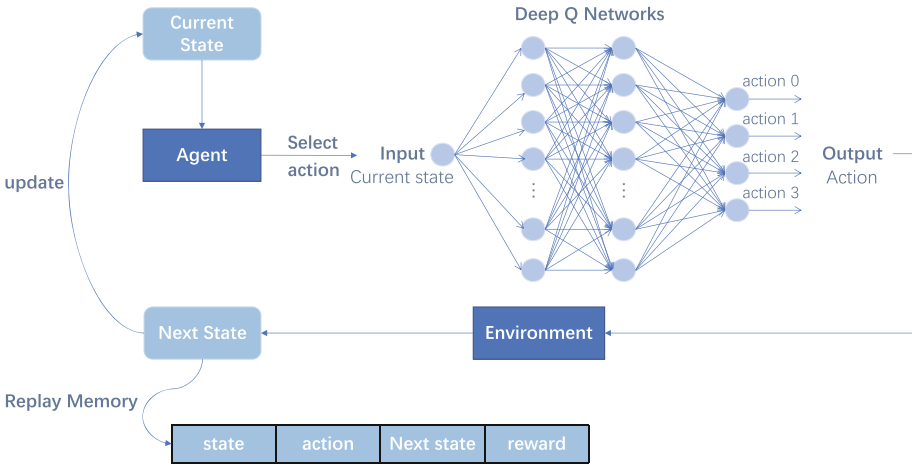 Deep Q Networks
Current
State
action 0
action 1
Agent
Select
action
Input
Current state
action 2
Output
Action
action 3
update
Next State
Environment
Replay Memory
state
action
Next state
reward